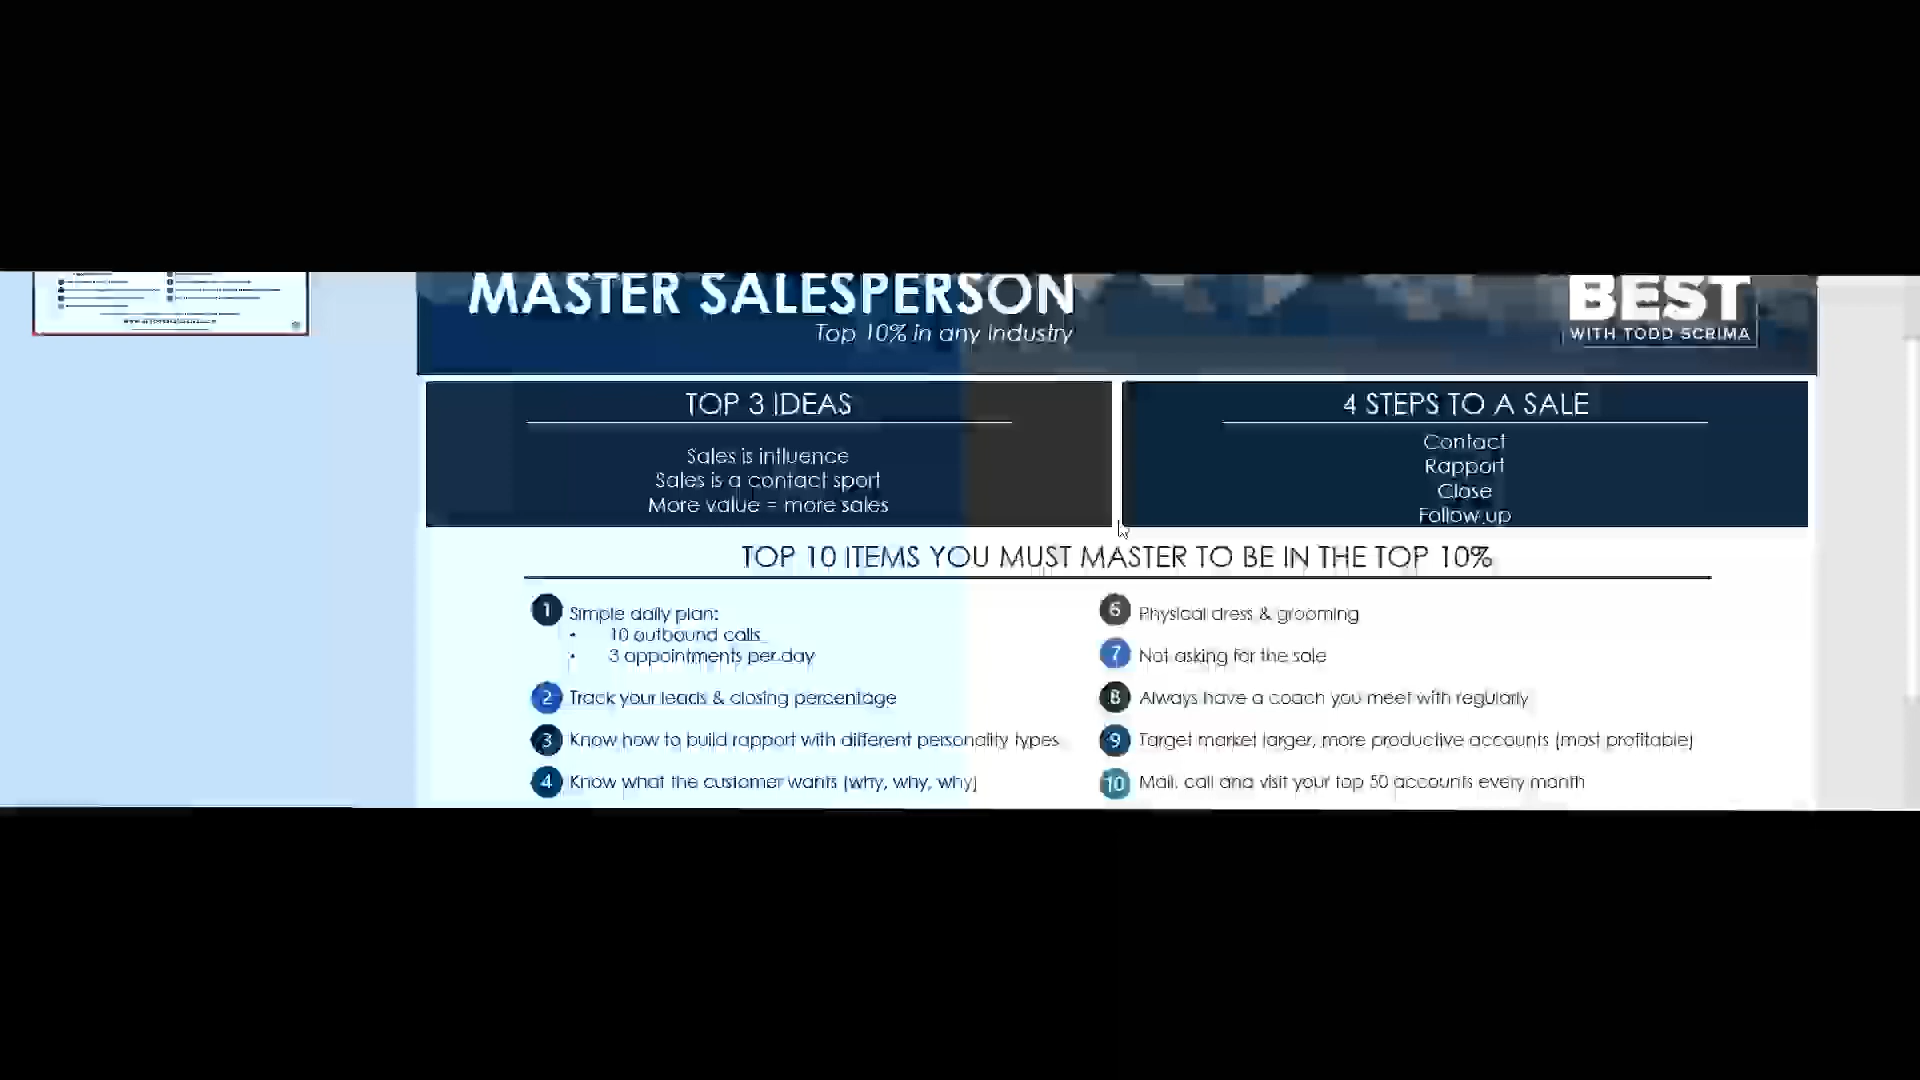 MASTER SALESPERSON
Top 10% in any Industry
BEST
WITH TODD SCRIMA
TOP 3 IDEAS
Sales is influence
Sales is a contact sport
More value = more sales
4 STEPS TO A SALE
Contact
Rapport
Close
Follow up
TOP 10 ITEMS YOU MUST MASTER TO BE IN THE TOP 10%
1 Simple daily plan:
• 10 outbound calls
• 3 appointments per day
2 Track your leads & closing percentage
3 Know how to build rapport with different personality types
4 Know what the customer wants (why, why, why)
6 Physical dress & grooming
7 Not asking for the sale
8 Always have a coach you meet with regularly
9 Target market larger, more productive accounts (most profitable)
10 Mail, call and visit your top 50 accounts every month